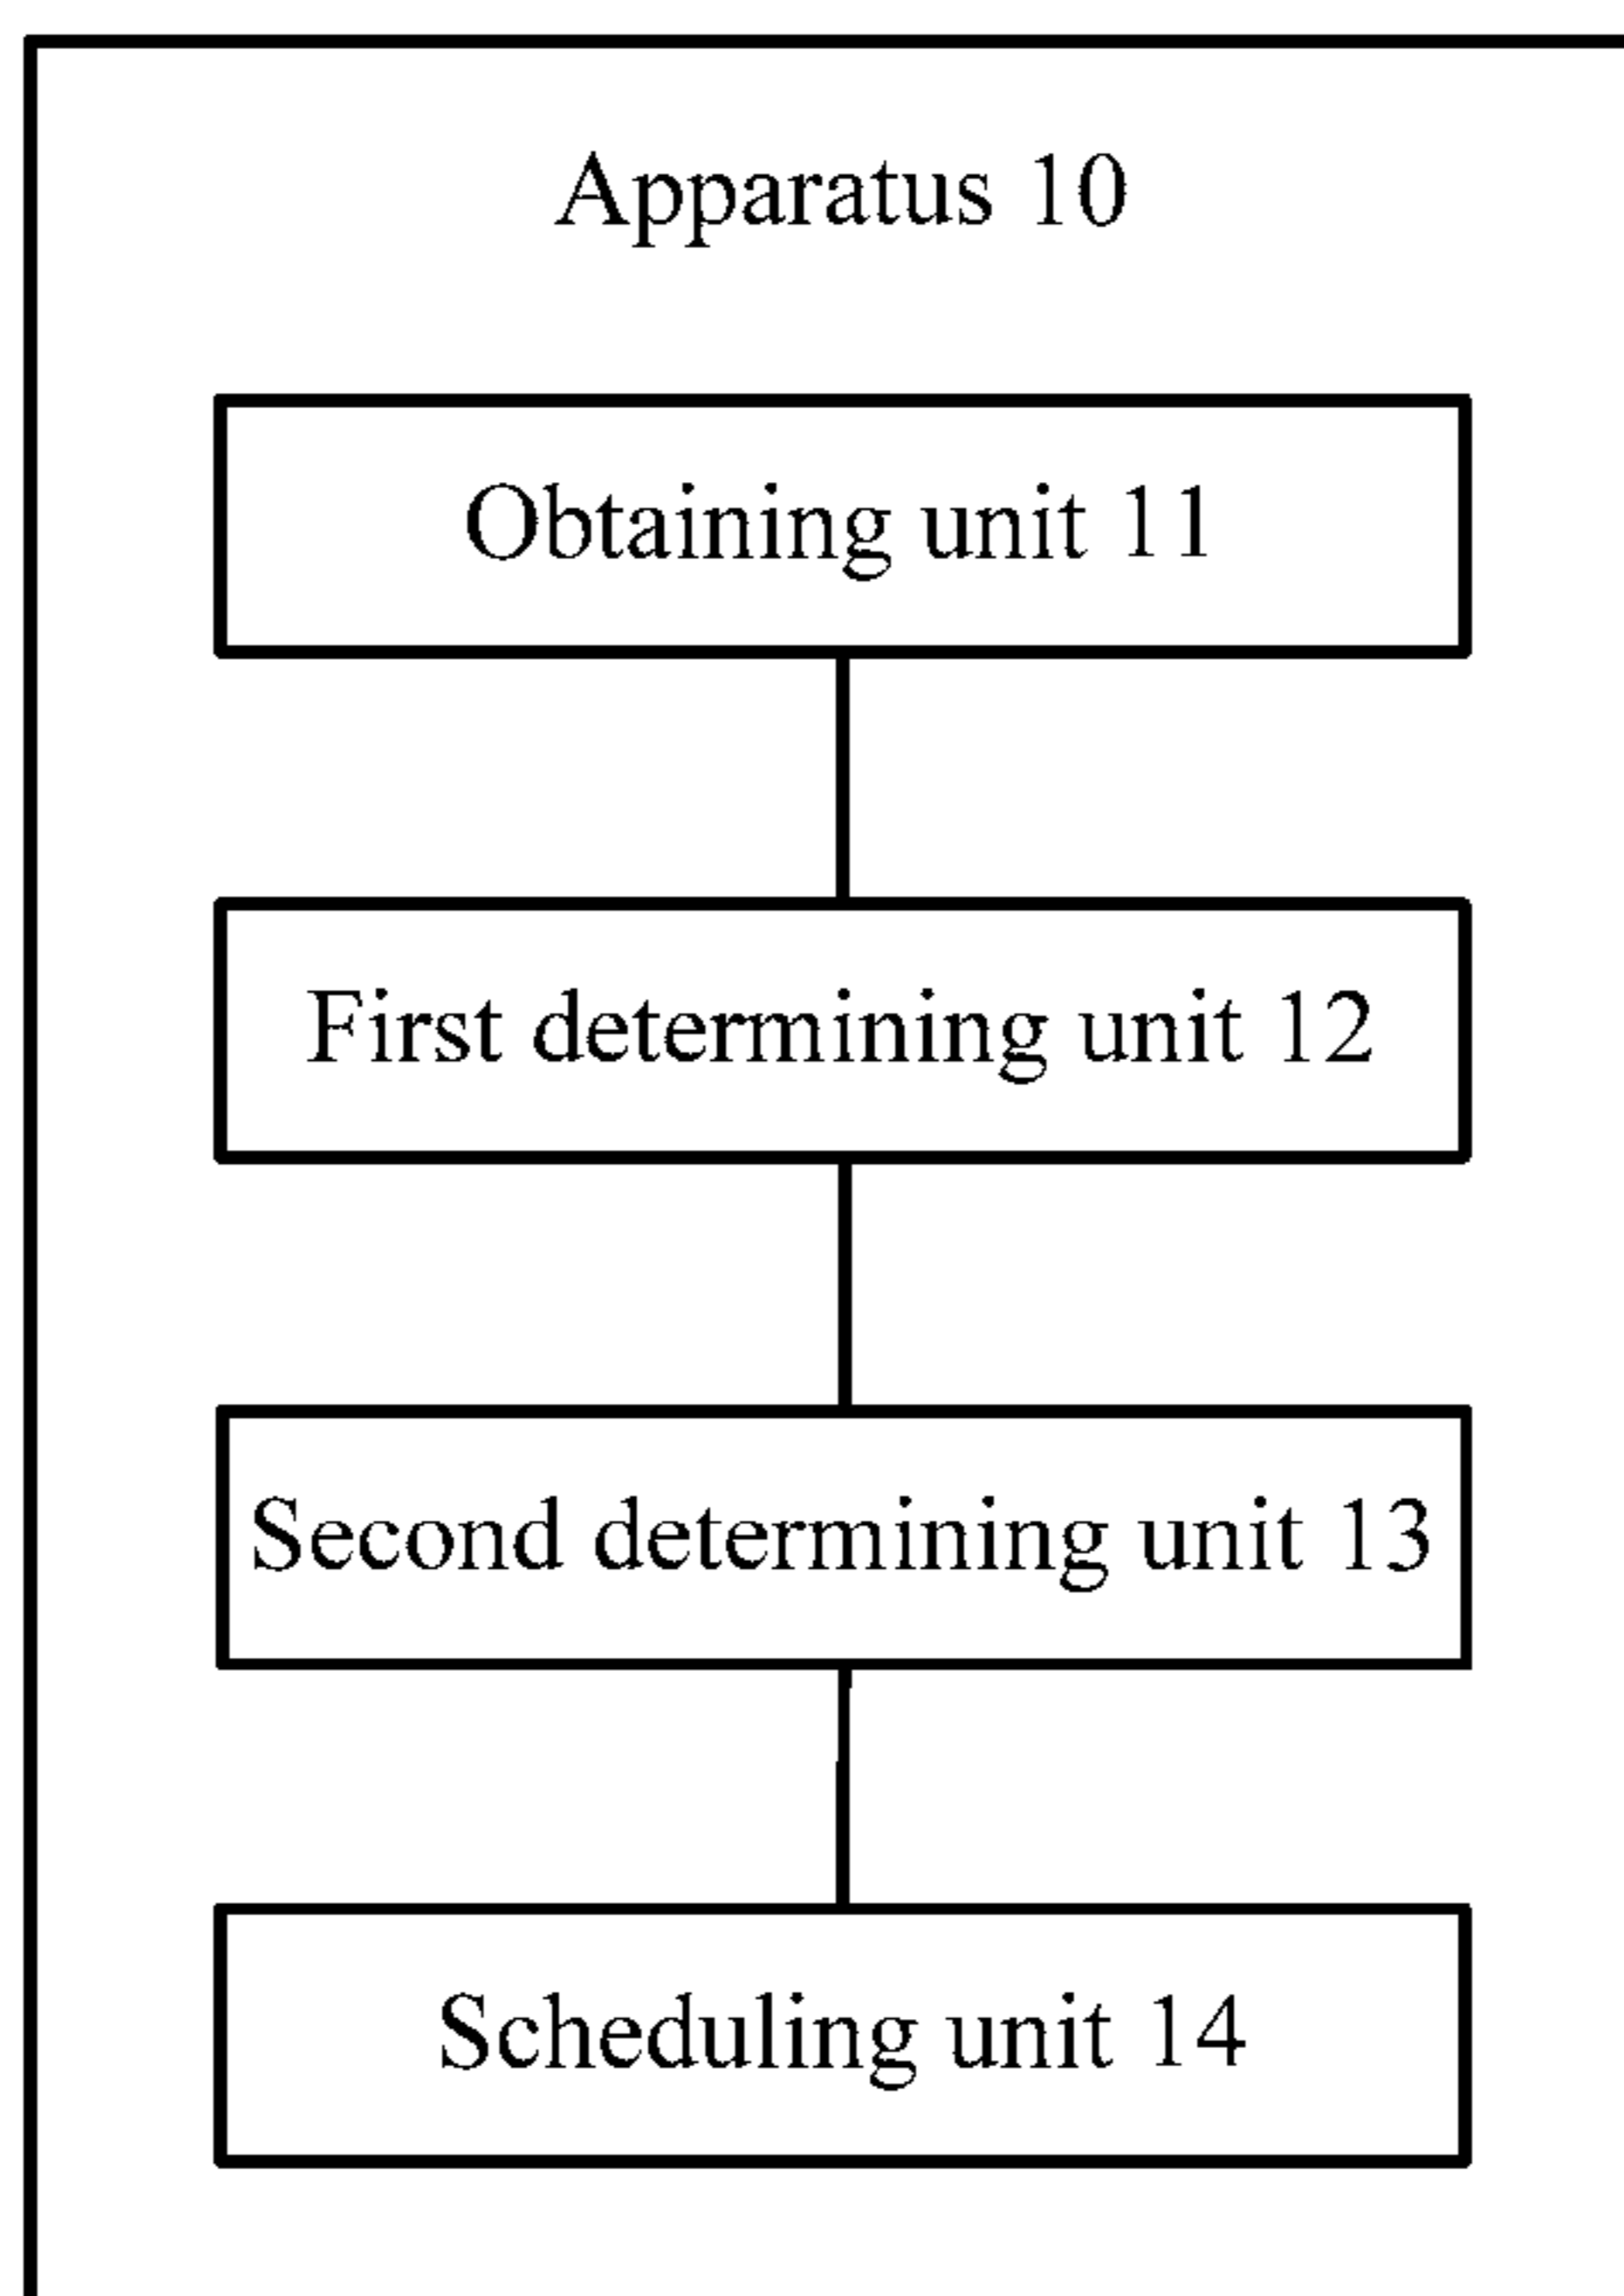 Apparatus 10
Obtaining unit 11
First determining unit 12
Second determining unit 13
Scheduling unit 14